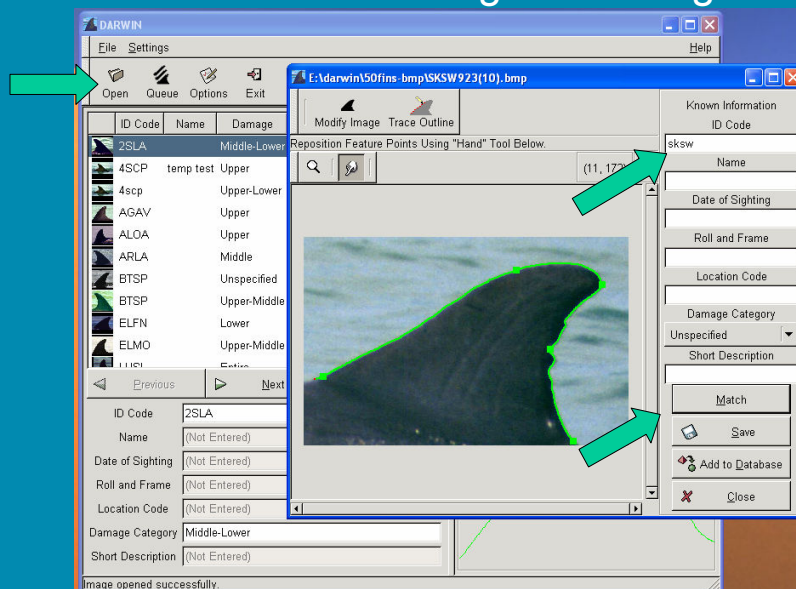 DARWIN
File Settings Help
Open Queue Options Exit
ID Code Name Damage
2SLA Middle-Lower
4SCP temp test Upper
4scp Upper-Lower
AGAV Upper
ALOA Upper
ARLA Middle
BTSP Unspecified
BTSP Upper-Middle
ELFN Lower
ELMO Upper-Middle
Previous Next
ID Code 2SLA
Name (Not Entered)
Date of Sighting (Not Entered)
Roll and Frame (Not Entered)
Location Code (Not Entered)
Damage Category Middle-Lower
Short Description (Not Entered)
Image opened successfully.
E:\darwin\50fins-bmp\SKSW923(10).bmp
Modify Image Trace Outline
Reposition Feature Points Using "Hand" Tool Below.
Known Information
ID Code
sksw
Name
Date of Sighting
Roll and Frame
Location Code
Damage Category
Unspecified
Short Description
Match
Save
Add to Database
Close